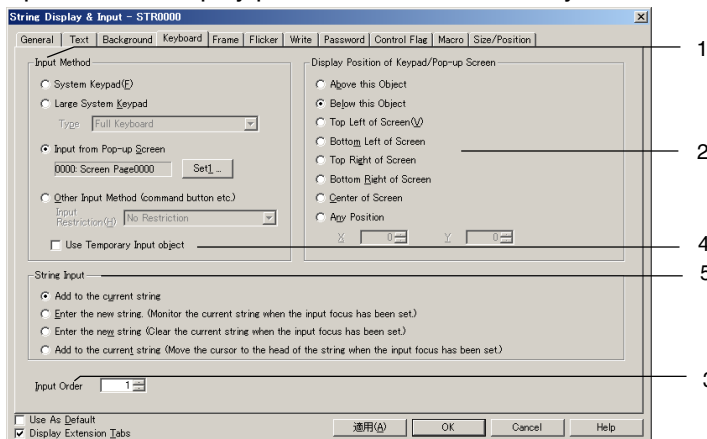 String Display & Input - STR0000
General Text Background Keyboard Frame Flicker Write Password Control Flag Macro Size/Position
1
Input Method
System Keypad(F)
Large System Keypad
Type Full Keyboard
Input from Pop-up Screen
0000: Screen Page0000 Set1 ...
Other Input Method (command button etc.)
Input Restriction(H) No Restriction
Use Temporary Input object
Display Position of Keypad/Pop-up Screen
Above this Object
Below this Object
Top Left of Screen(V)
Bottom Left of Screen
Top Right of Screen
Bottom Right of Screen
Center of Screen
Any Position
X 0 Y 0
2
4
String Input
5
Add to the current string
Enter the new string. (Monitor the current string when the input focus has been set.)
Enter the new string (Clear the current string when the input focus has been set.)
Add to the current string (Move the cursor to the head of the string when the input focus has been set.)
Input Order 1
3
Use As Default
Display Extension Tabs
適用(A) OK Cancel Help